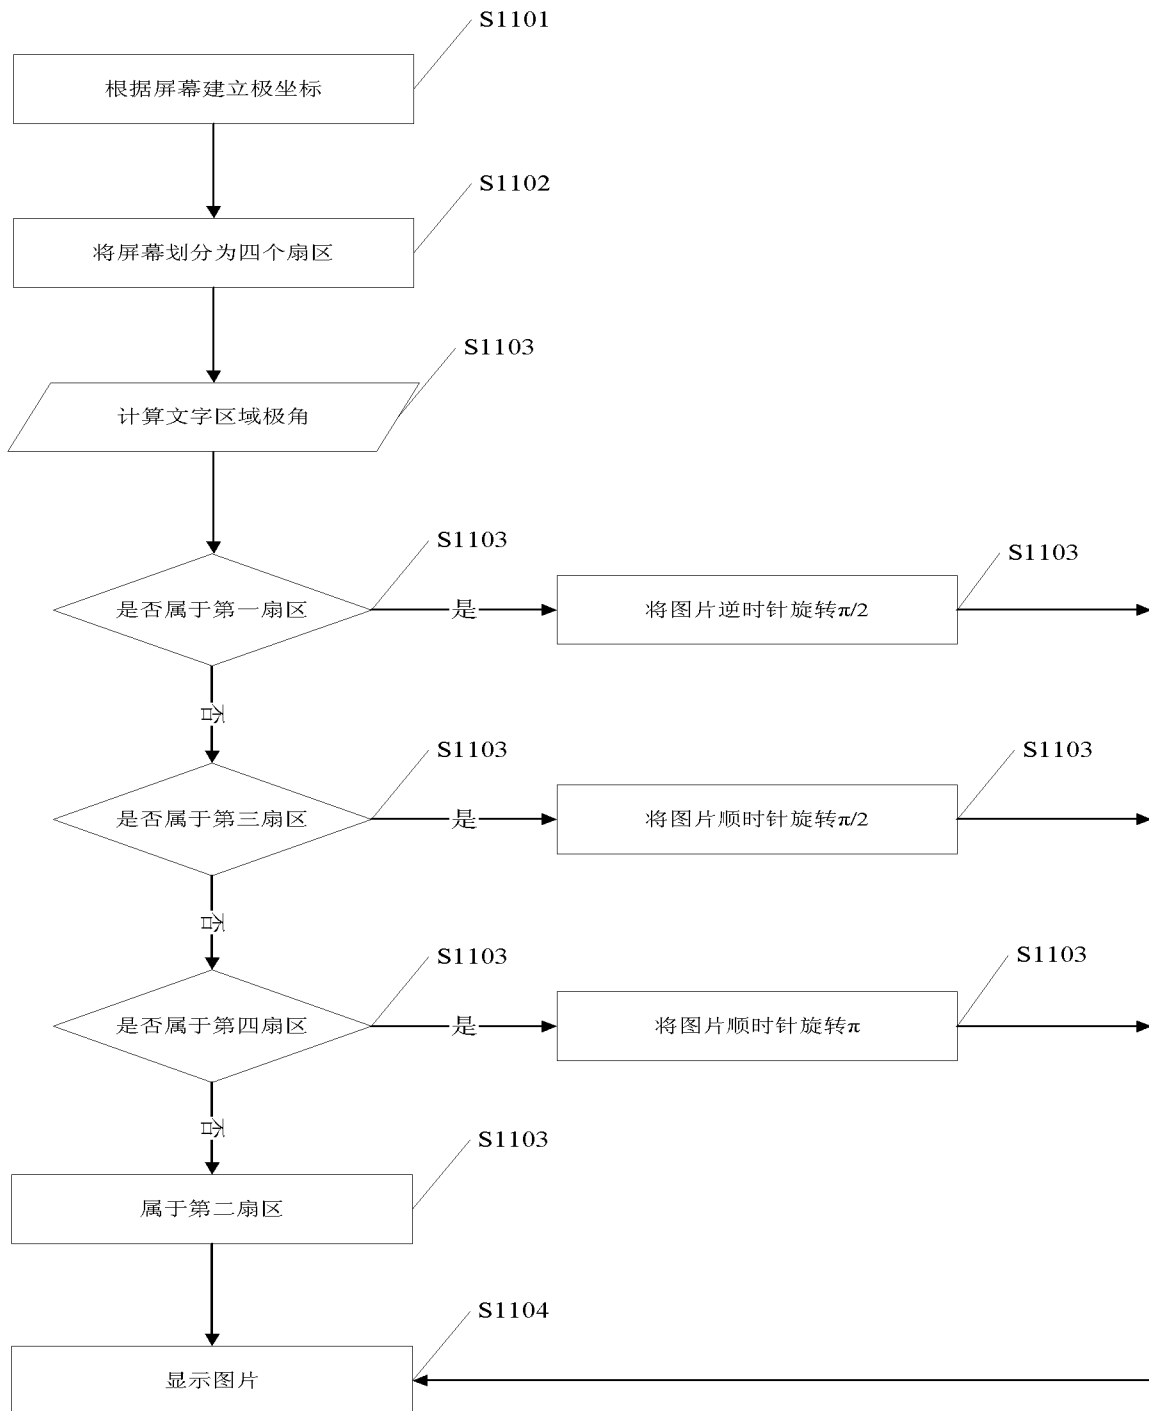 S1101
根据屏幕建立极坐标
S1102
将屏幕划分为四个扇区
S1103
计算文字区域极角
S1103
S1103
是否属于第一扇区
是
将图片逆时针旋转π/2
否
S1103
S1103
是否属于第三扇区
是
将图片顺时针旋转π/2
否
S1103
S1103
是否属于第四扇区
是
将图片顺时针旋转π
否
S1103
属于第二扇区
S1104
显示图片